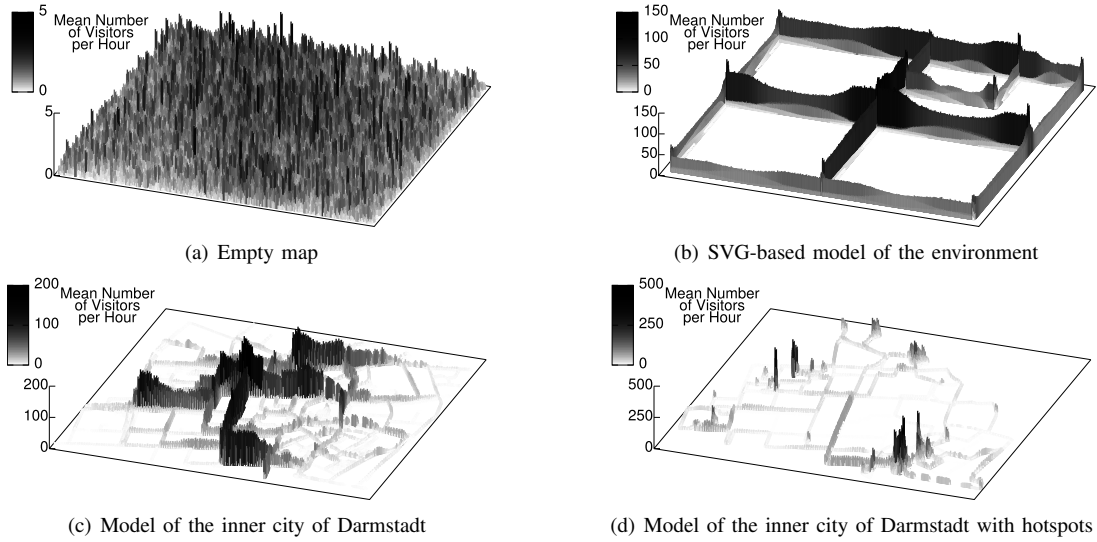 5
0
Mean Number
of Visitors
per Hour
5
0
(a) Empty map
150
100
50
0
Mean Number
of Visitors
per Hour
150
100
50
0
(b) SVG-based model of the environment
200
100
0
Mean Number
of Visitors
per Hour
200
100
0
(c) Model of the inner city of Darmstadt
500
250
0
Mean Number
of Visitors
per Hour
500
250
0
(d) Model of the inner city of Darmstadt with hotspots